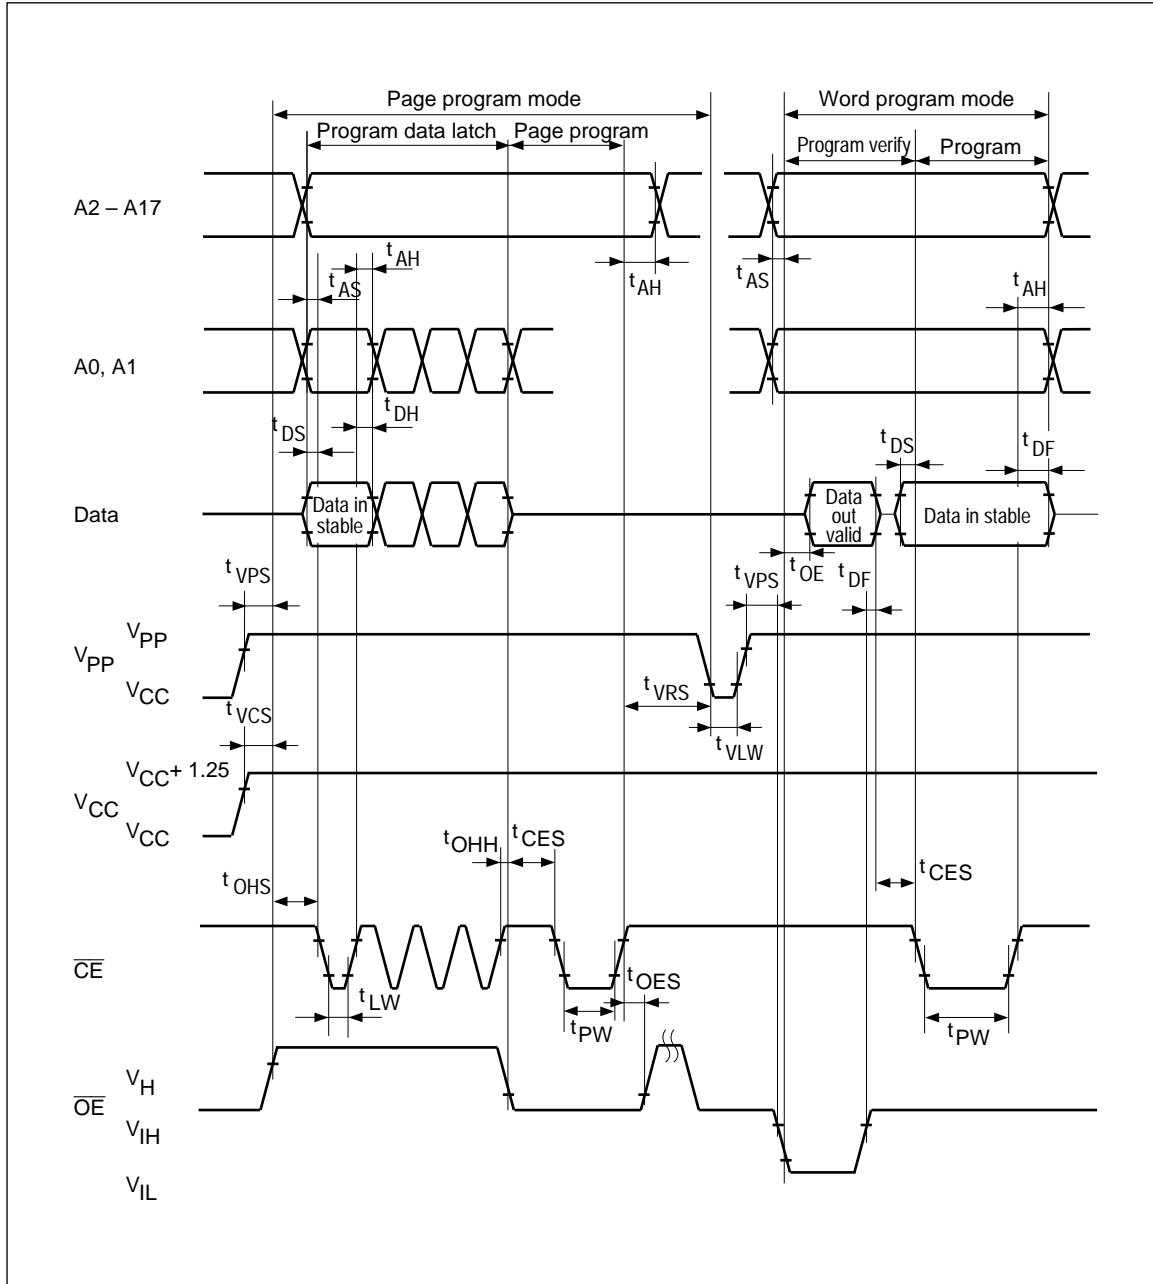 Page program mode
Word program mode
Program data latch
Page program
Program verify
Program
A2 – A17
tAH
tAS
tAH
tAS
tAH
A0, A1
tDH
tDS
tDS
tDF
Data
Data in
stable
Data
out
valid
Data in stable
tVPS
tVPS
tOE
tDF
VPP
VPP
VCC
tVRS
tVCS
tVLW
VCC+ 1.25
VCC
VCC
tOHH
tCES
tCES
tOHS
CE
tLW
tOES
tPW
tPW
VH
OE
VIH
VIL